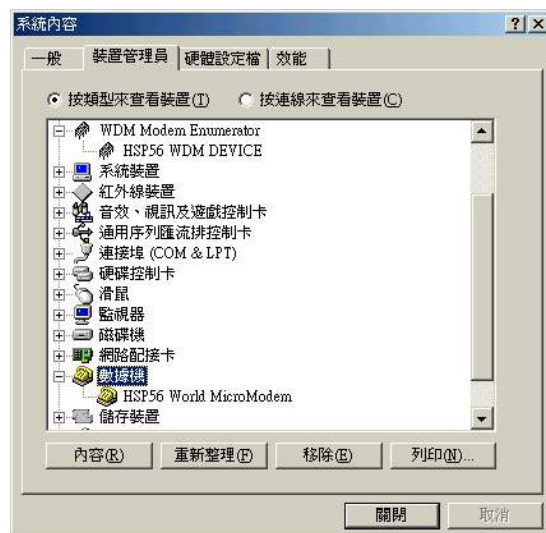 系統內容
一般 裝置管理員 硬體設定檔 效能
按類型來查看裝置(T) 按連線來查看裝置(C)
WDM Modem Enumerator
HSP56 WDM DEVICE
系統裝置
紅外線裝置
音效、視訊及遊戲控制卡
通用序列匯流排控制卡
連接埠 (COM & LPT)
硬碟控制卡
滑鼠
監視器
磁碟機
網路配接卡
數據機
HSP56 World MicroModem
儲存裝置
內容(R) 重新整理(F) 移除(E) 列印(N)...
關閉 取消